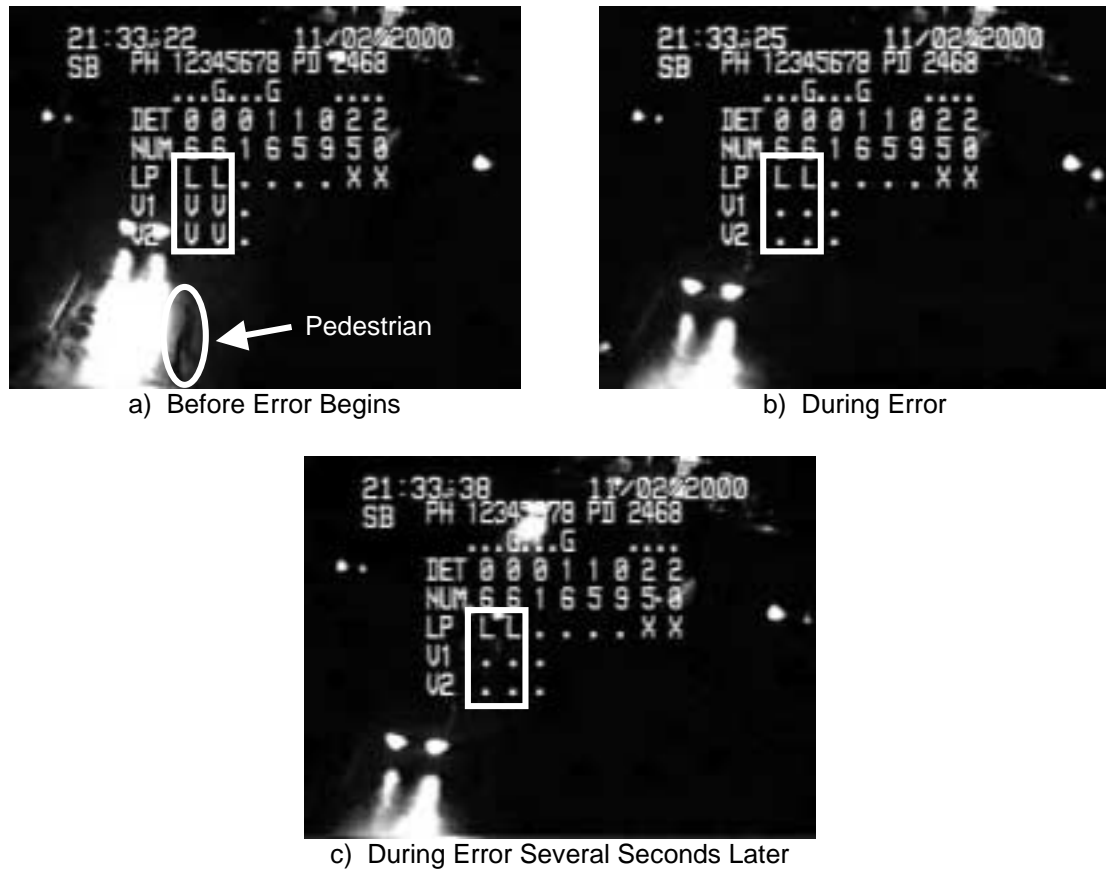 21:33:22 11/02/2000
SB PH 12345678 PD 2468
...G...G ....
DET 0 0 0 1 1 0 2 2
NUM 6 6 1 6 5 9 5 0
LP L L . . . . X X
V1 V V .
V2 V V .
Pedestrian
a) Before Error Begins
21:33:25 11/02/2000
SB PH 12345678 PD 2468
...G...G ....
DET 0 0 0 1 1 0 2 2
NUM 6 6 1 6 5 9 5 0
LP L L . . . . X X
V1 . . .
V2 . . .
b) During Error
21:33:38 11/02/2000
SB PH 12345678 PD 2468
...G...G ....
DET 0 0 0 1 1 0 2 2
NUM 6 6 1 6 5 9 5 0
LP L L . . . . X X
V1 . . .
V2 . . .
c) During Error Several Seconds Later